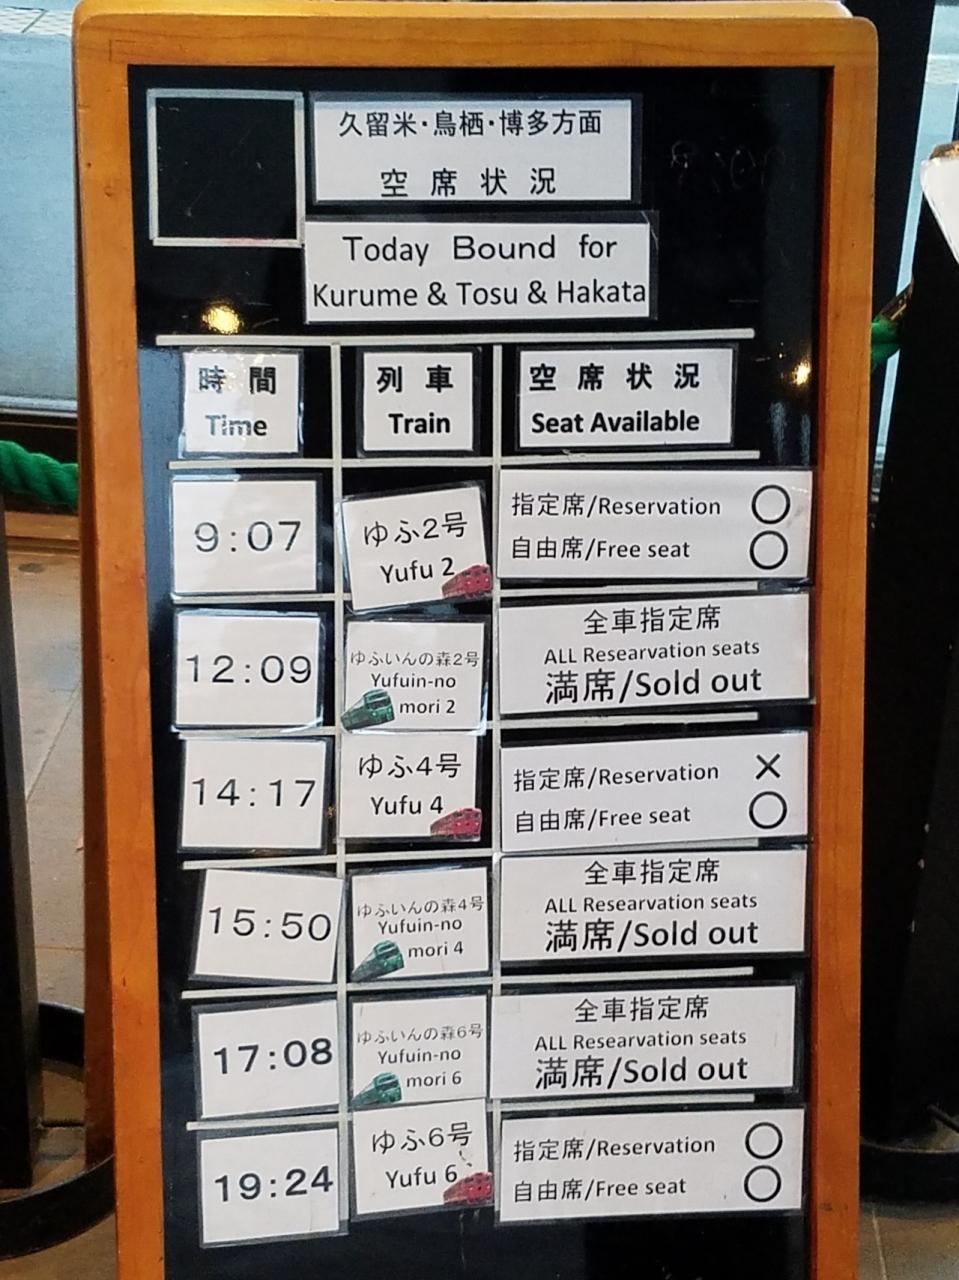 久留米・鳥栖・博多方面
空席状況
Today Bound for
Kurume & Tosu & Hakata
時間 列車 空席状況
Time Train Seat Available
9:07 ゆふ2号 Yufu 2 指定席/Reservation ○
自由席/Free seat ○
12:09 ゆふいんの森2号 Yufuin-no mori 2 全車指定席
ALL Researvation seats
満席/Sold out
14:17 ゆふ4号 Yufu 4 指定席/Reservation ×
自由席/Free seat ○
15:50 ゆふいんの森4号 Yufuin-no mori 4 全車指定席
ALL Researvation seats
満席/Sold out
17:08 ゆふいんの森6号 Yufuin-no mori 6 全車指定席
ALL Researvation seats
満席/Sold out
19:24 ゆふ6号 Yufu 6 指定席/Reservation ○
自由席/Free seat ○